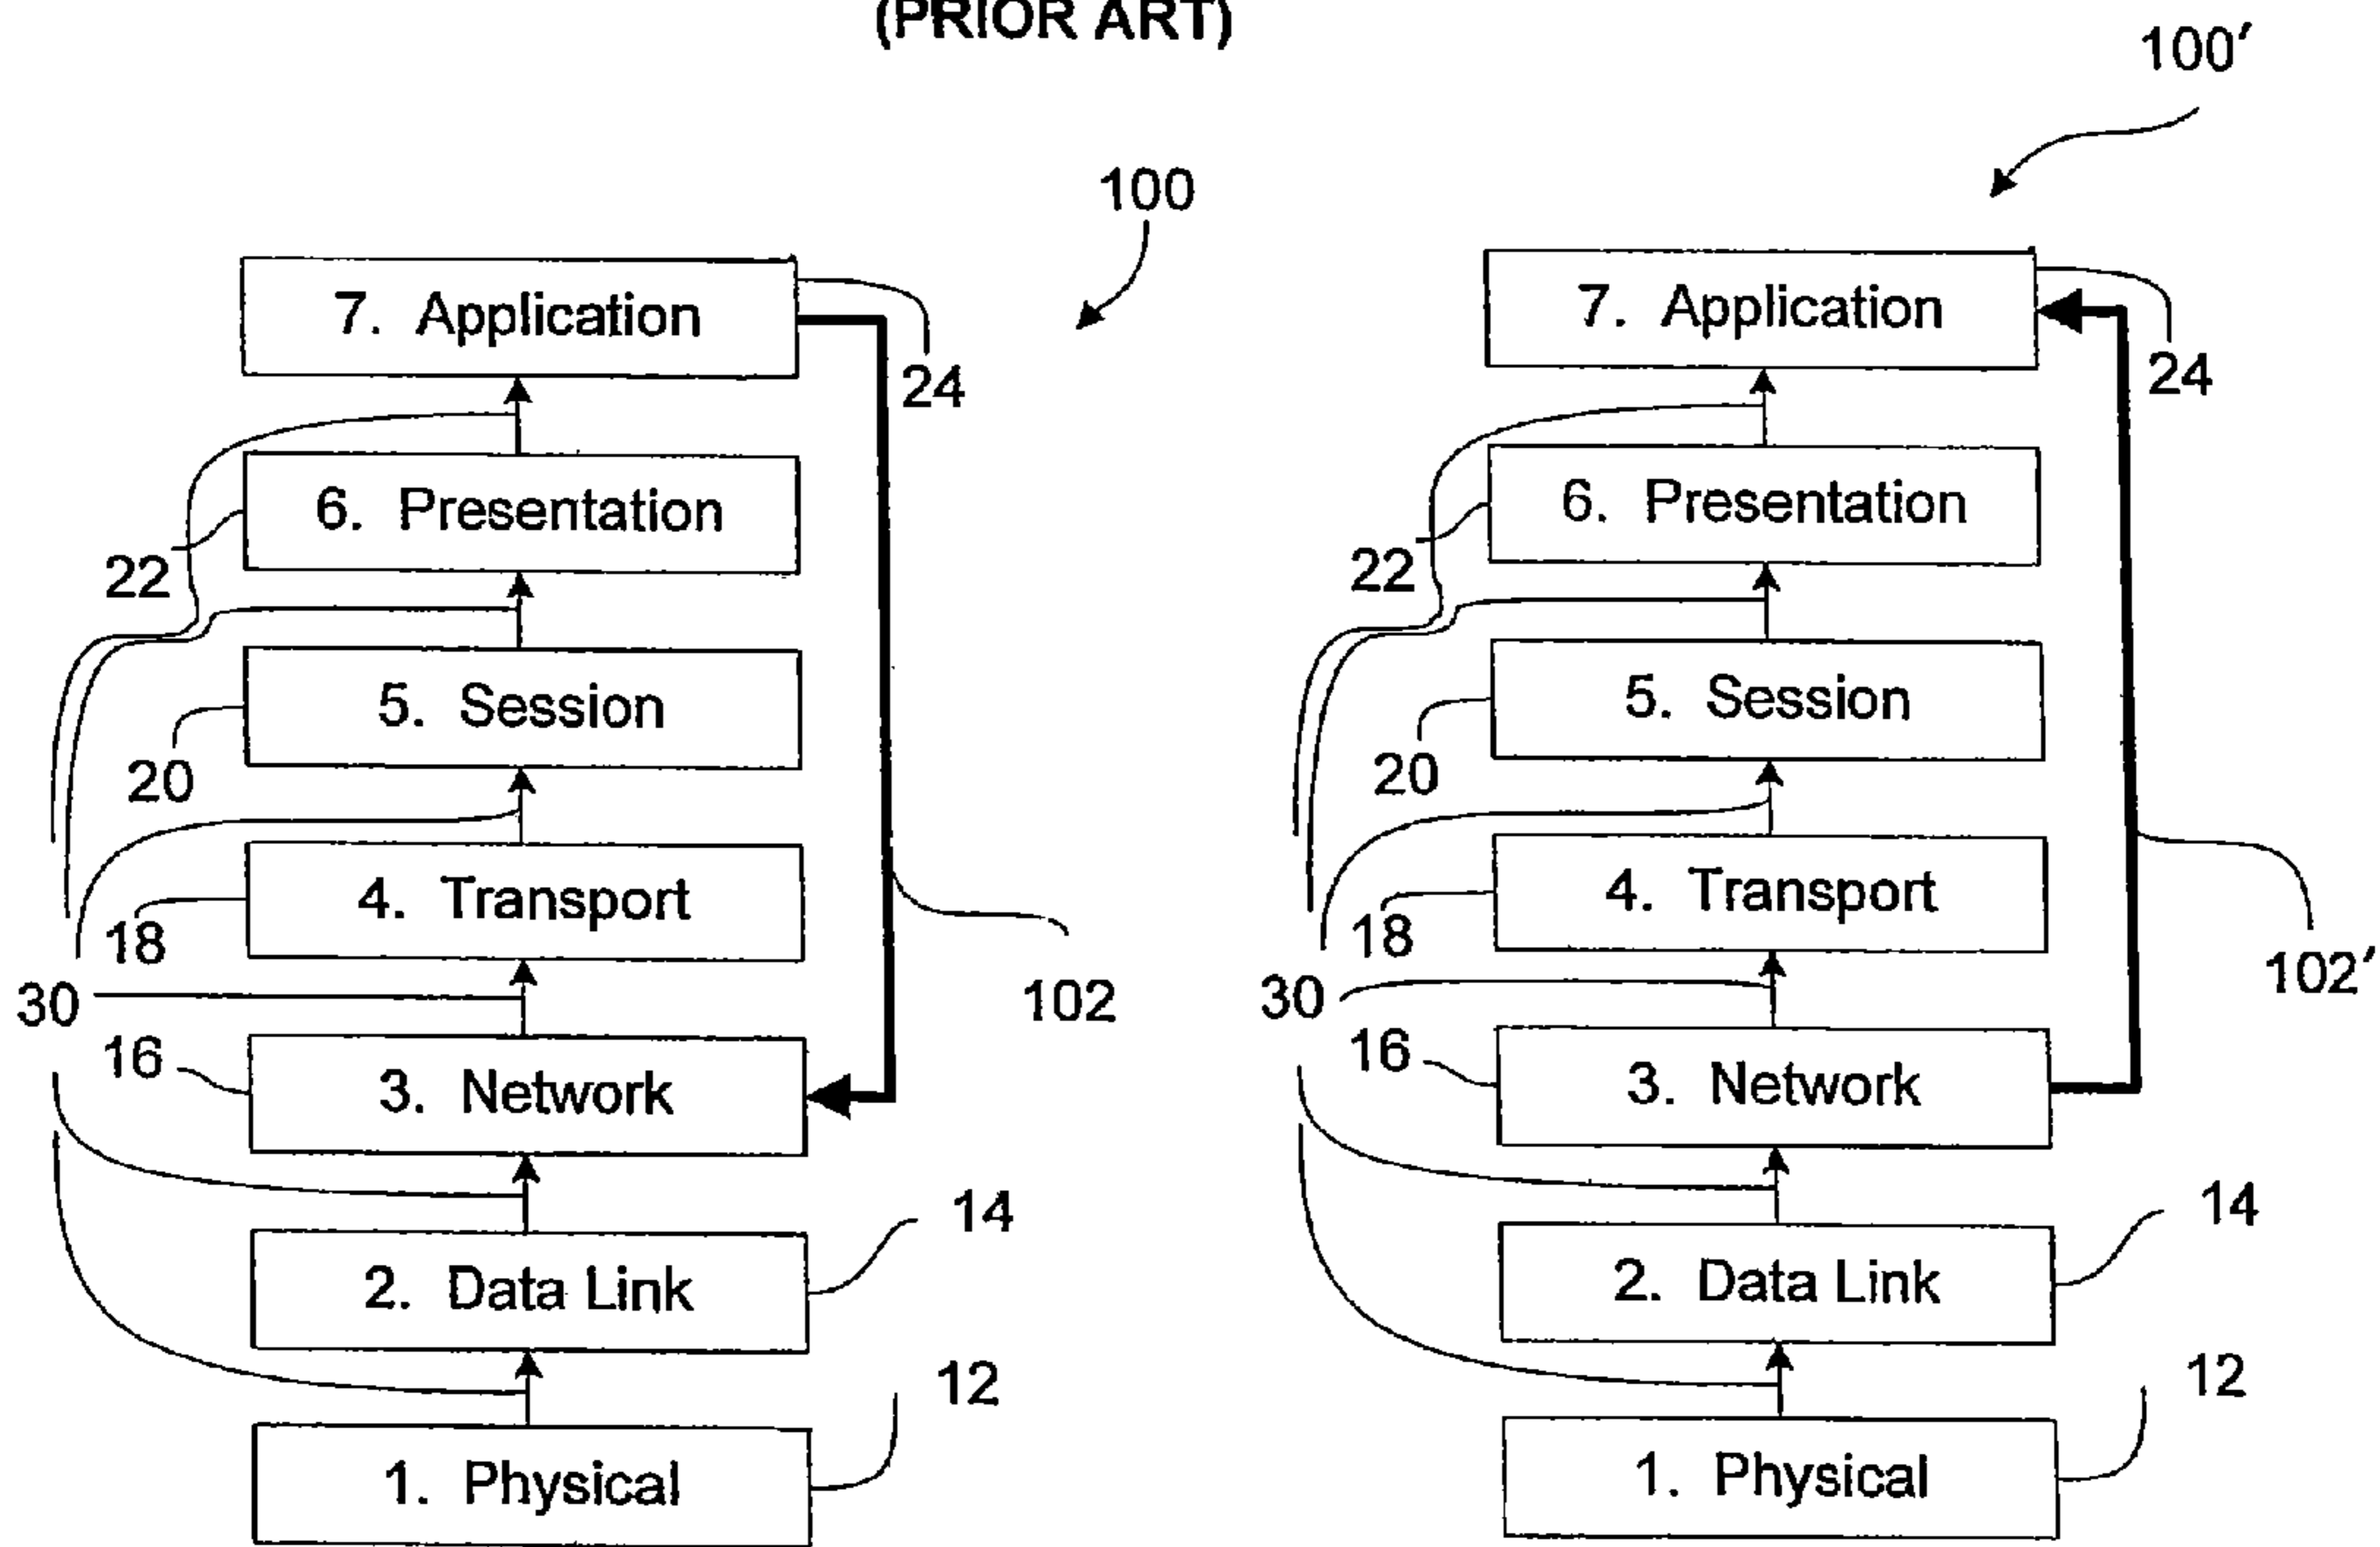 (PRIOR ART)
100
7. Application
24
6. Presentation
22
5. Session
20
4. Transport
18
30
102
16
3. Network
14
2. Data Link
12
1. Physical
100'
7. Application
24
6. Presentation
22
5. Session
20
4. Transport
18
30
102'
16
3. Network
14
2. Data Link
12
1. Physical